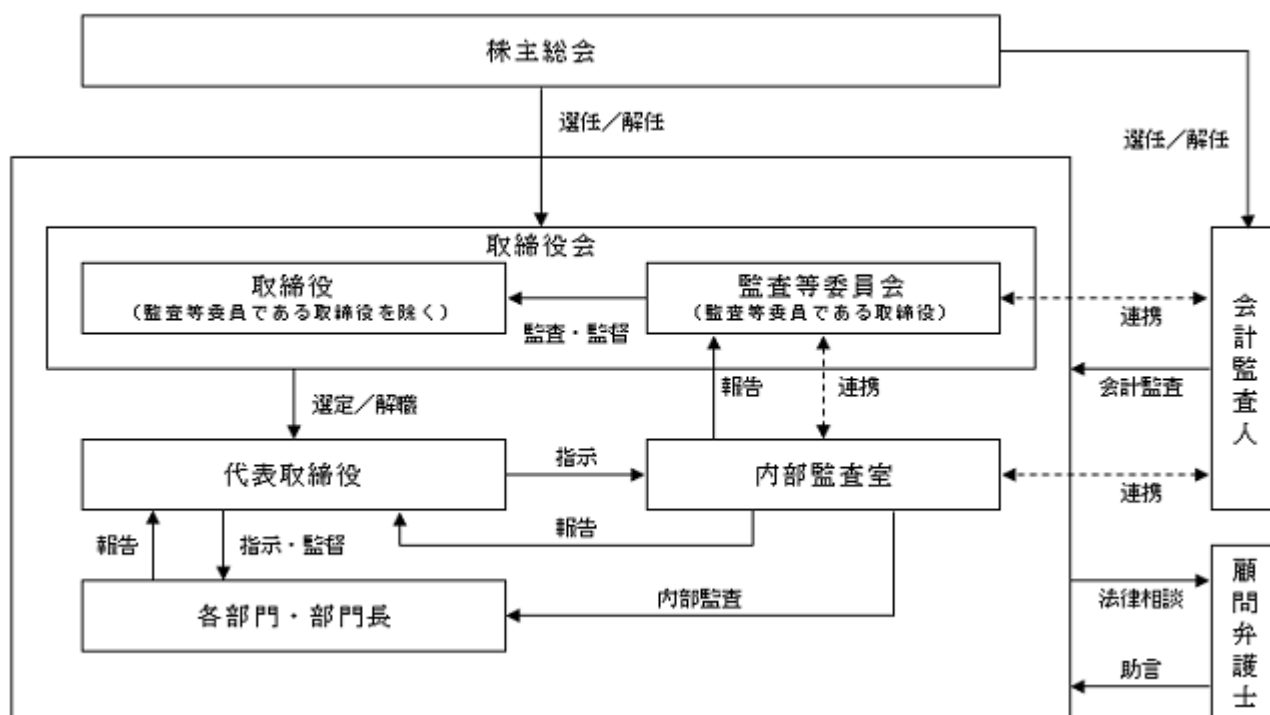 株主総会
選任／解任
選任／解任
取締役会
取締役
（監査等委員である取締役を除く）
監査等委員会
（監査等委員である取締役）
監査・監督
連携
会計監査人
会計監査
選定／解職
報告
連携
代表取締役
指示
内部監査室
連携
報告
指示・監督
報告
各部門・部門長
内部監査
法律相談
顧問弁護士
助言